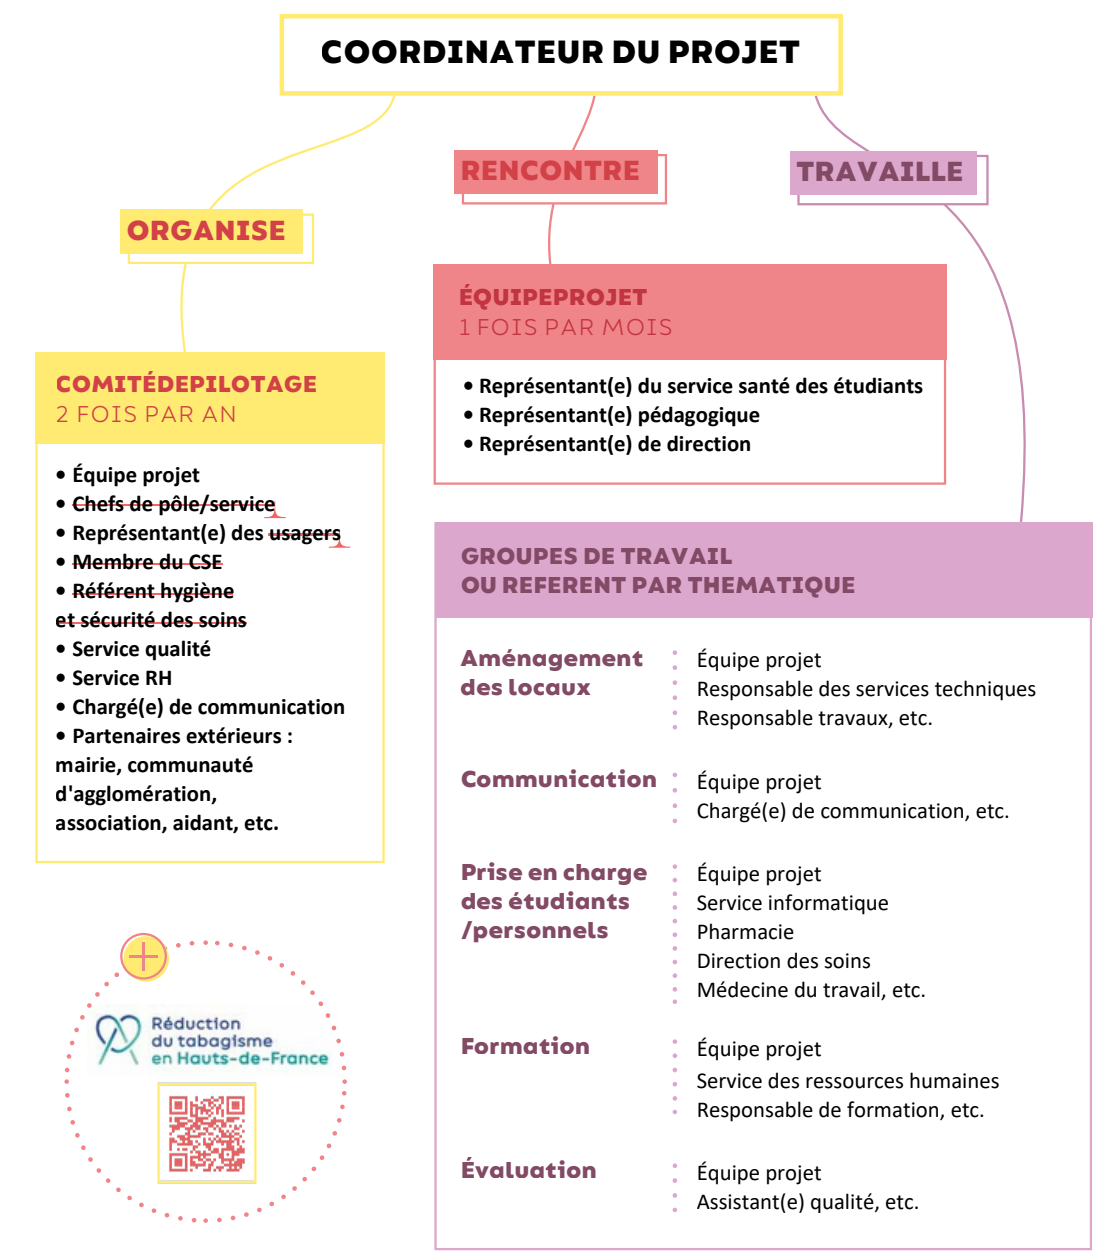 COORDINATEUR DU PROJET
ORGANISE
RENCONTRE
TRAVAILLE
COMITÉDEPILOTAGE
2 FOIS PAR AN
• Équipe projet
• Chefs de pôle/service
• Représentant(e) des usagers
• Membre du CSE
• Référent hygiène
et sécurité des soins
• Service qualité
• Service RH
• Chargé(e) de communication
• Partenaires extérieurs :
mairie, communauté
d'agglomération,
association, aidant, etc.
ÉQUIPEPROJET
1 FOIS PAR MOIS
• Représentant(e) du service santé des étudiants
• Représentant(e) pédagogique
• Représentant(e) de direction
GROUPES DE TRAVAIL
OU REFERENT PAR THEMATIQUE
Aménagement
des locaux
Équipe projet
Responsable des services techniques
Responsable travaux, etc.
Communication
Équipe projet
Chargé(e) de communication, etc.
Prise en charge
des étudiants
/personnels
Équipe projet
Service informatique
Pharmacie
Direction des soins
Médecine du travail, etc.
Formation
Équipe projet
Service des ressources humaines
Responsable de formation, etc.
Évaluation
Équipe projet
Assistant(e) qualité, etc.
Réduction
du tabagisme
en Hauts-de-France